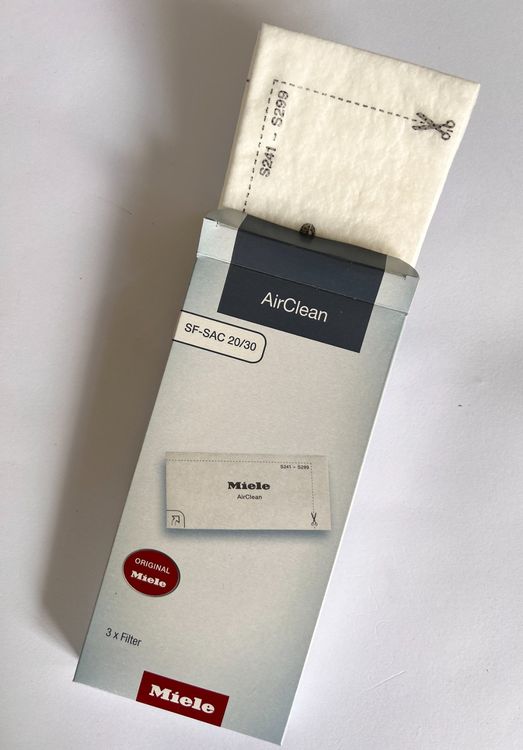 S241 - S299
AirClean
SF-SAC 20/30
S241 - S299
Miele
AirClean
ORIGINAL
Miele
3 x Filter
Miele